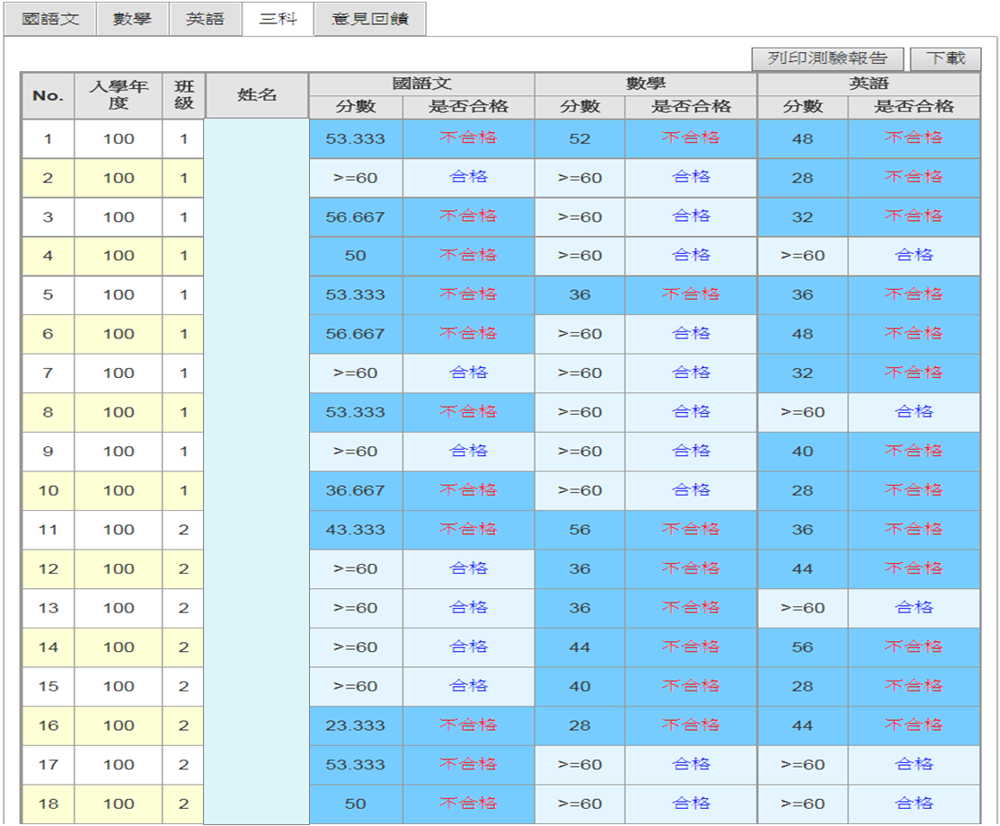 國語文 數學 英語 三科 意見回饋
列印測驗報告 下載
No. 入學年度 班級 姓名 國語文 數學 英語
分數 是否合格 分數 是否合格 分數 是否合格
1 100 1 53.333 不合格 52 不合格 48 不合格
2 100 1 >=60 合格 >=60 合格 28 不合格
3 100 1 56.667 不合格 >=60 合格 32 不合格
4 100 1 50 不合格 >=60 合格 >=60 合格
5 100 1 53.333 不合格 36 不合格 36 不合格
6 100 1 56.667 不合格 >=60 合格 48 不合格
7 100 1 >=60 合格 >=60 合格 32 不合格
8 100 1 53.333 不合格 >=60 合格 >=60 合格
9 100 1 >=60 合格 >=60 合格 40 不合格
10 100 1 36.667 不合格 >=60 合格 28 不合格
11 100 2 43.333 不合格 56 不合格 36 不合格
12 100 2 >=60 合格 36 不合格 44 不合格
13 100 2 >=60 合格 36 不合格 >=60 合格
14 100 2 >=60 合格 44 不合格 56 不合格
15 100 2 >=60 合格 40 不合格 28 不合格
16 100 2 23.333 不合格 28 不合格 44 不合格
17 100 2 53.333 不合格 >=60 合格 >=60 合格
18 100 2 50 不合格 >=60 合格 >=60 合格